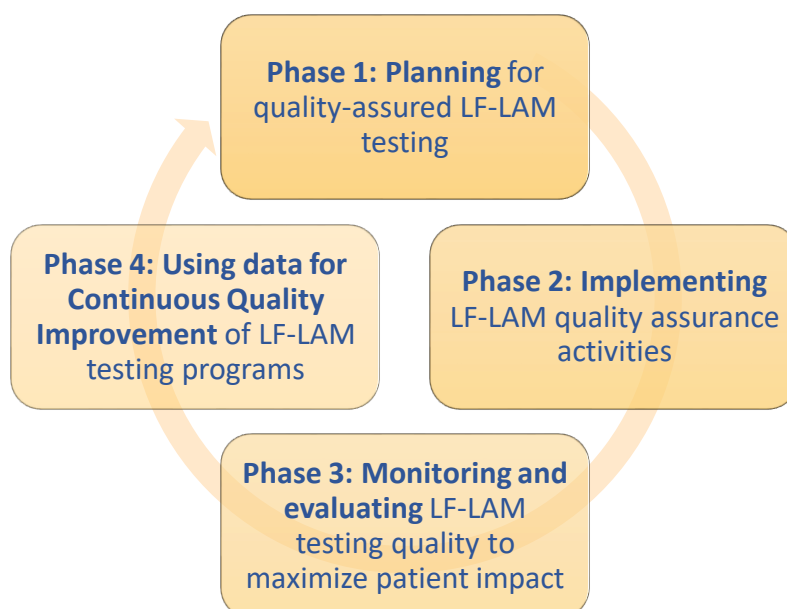 Phase 1: Planning for
quality-assured LF-LAM
testing
Phase 2: Implementing
LF-LAM quality assurance
activities
Phase 3: Monitoring and
evaluating LF-LAM
testing quality to
maximize patient impact
Phase 4: Using data for
Continuous Quality
Improvement of LF-LAM
testing programs